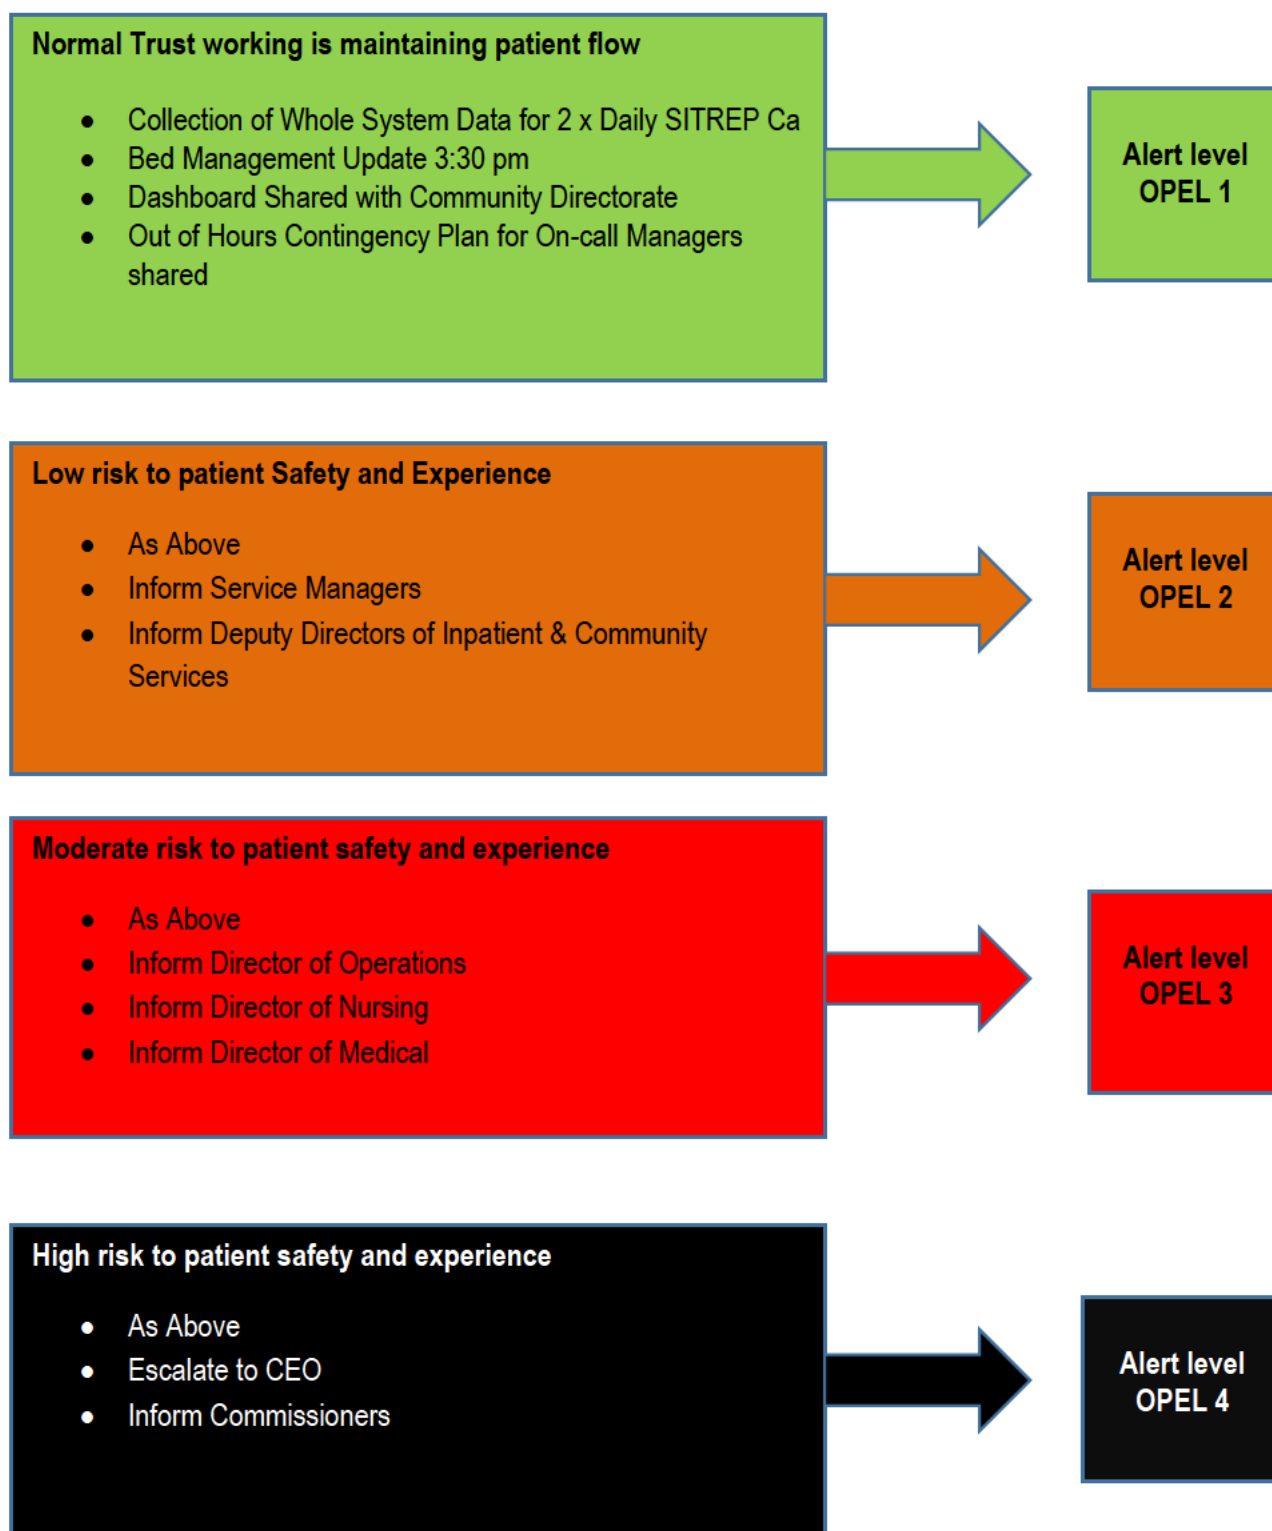 Normal Trust working is maintaining patient flow
● Collection of Whole System Data for 2 x Daily SITREP Ca
● Bed Management Update 3:30 pm
● Dashboard Shared with Community Directorate
● Out of Hours Contingency Plan for On-call Managers
shared
Alert level
OPEL 1
Low risk to patient Safety and Experience
● As Above
● Inform Service Managers
● Inform Deputy Directors of Inpatient & Community
Services
Alert level
OPEL 2
Moderate risk to patient safety and experience
● As Above
● Inform Director of Operations
● Inform Director of Nursing
● Inform Director of Medical
Alert level
OPEL 3
High risk to patient safety and experience
● As Above
● Escalate to CEO
● Inform Commissioners
Alert level
OPEL 4